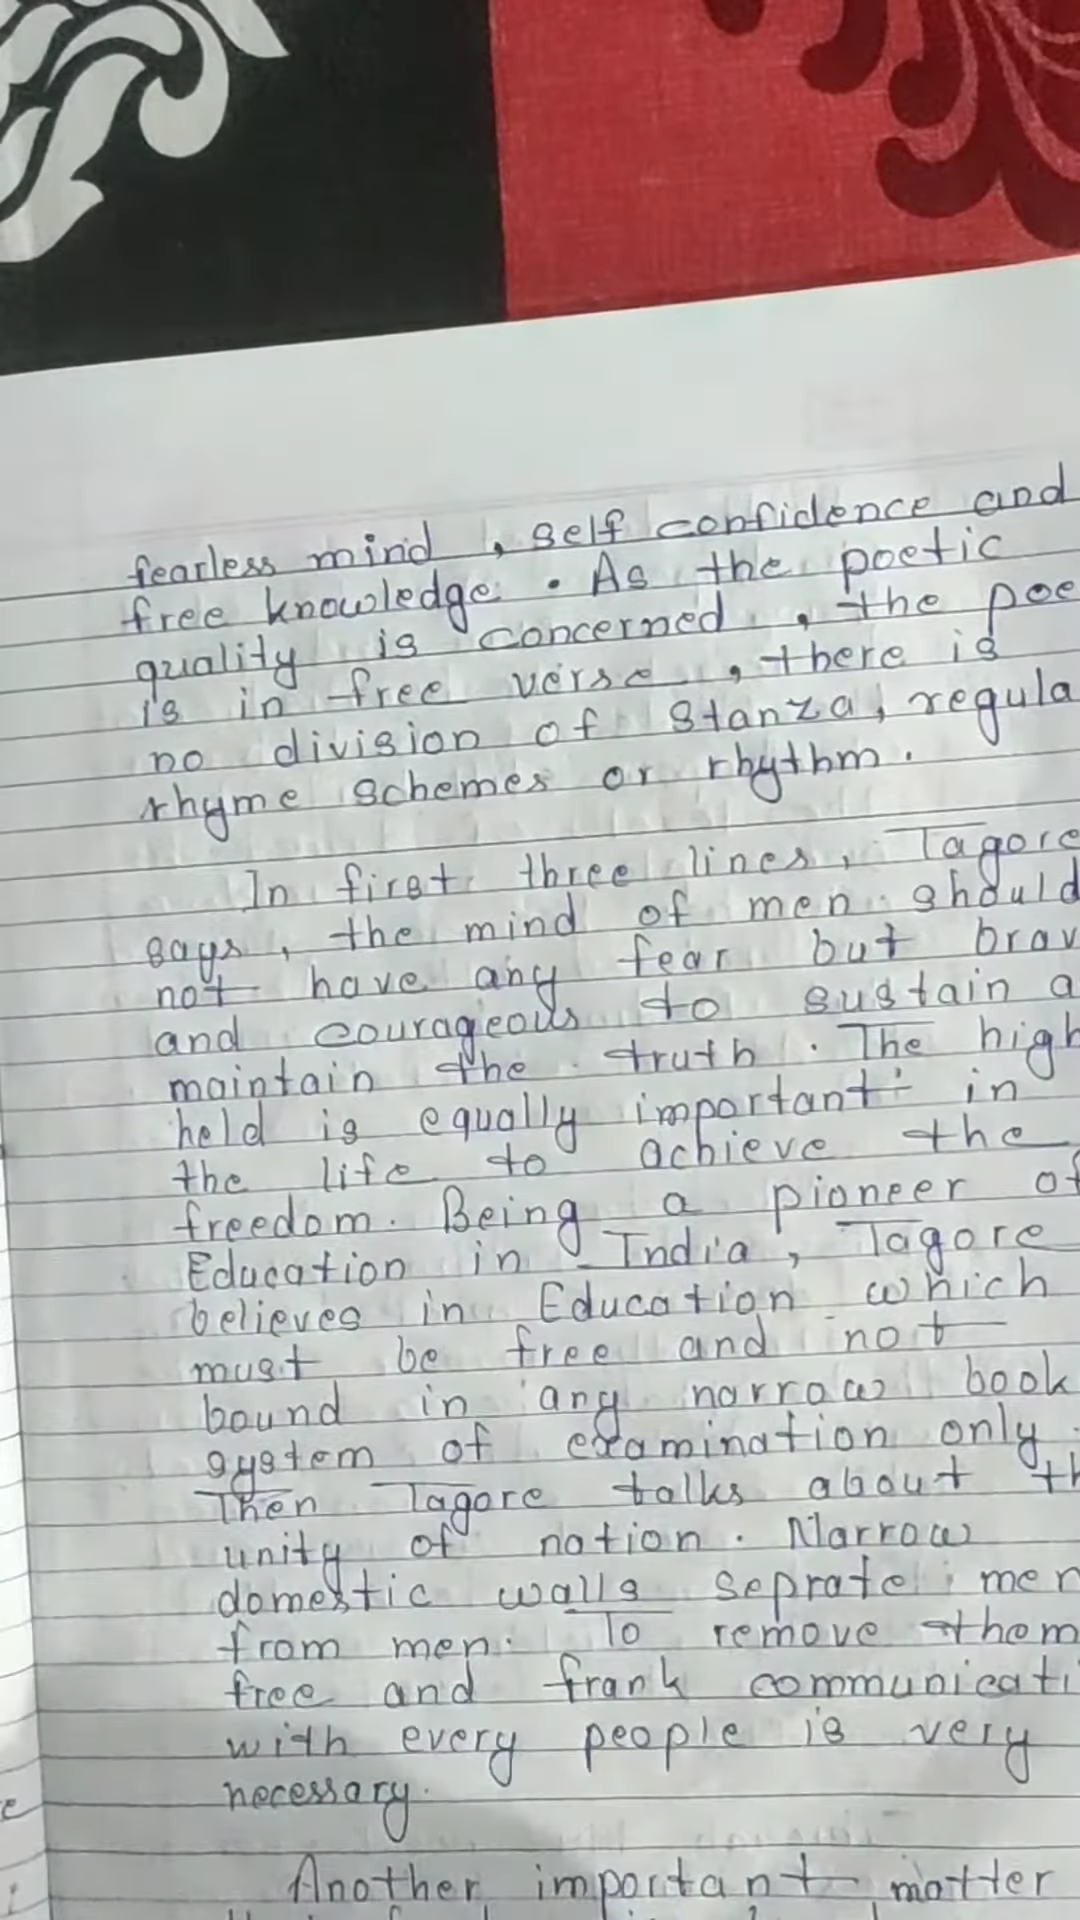 fearless mind , self confidence and
free knowledge . As the poetic
quality is concerned , the poe
is in free verse , there is
no division of stanza, regula
rhyme schemes or rhythm .
In first three lines , Tagore
says , the mind of men should
not have any fear but brav
and courageous to sustain a
maintain the truth . The high
held is equally important in
the life to achieve the
freedom . Being a pioneer of
Education in India , Tagore
believes in Education which
must be free and not
bound in any narrow book
system of examination only .
Then Tagore talks about th
unity of nation . Narrow
domestic walls seprate men
from men . To remove them
free and frank communicati
with every people is very
necessary .
Another important matter